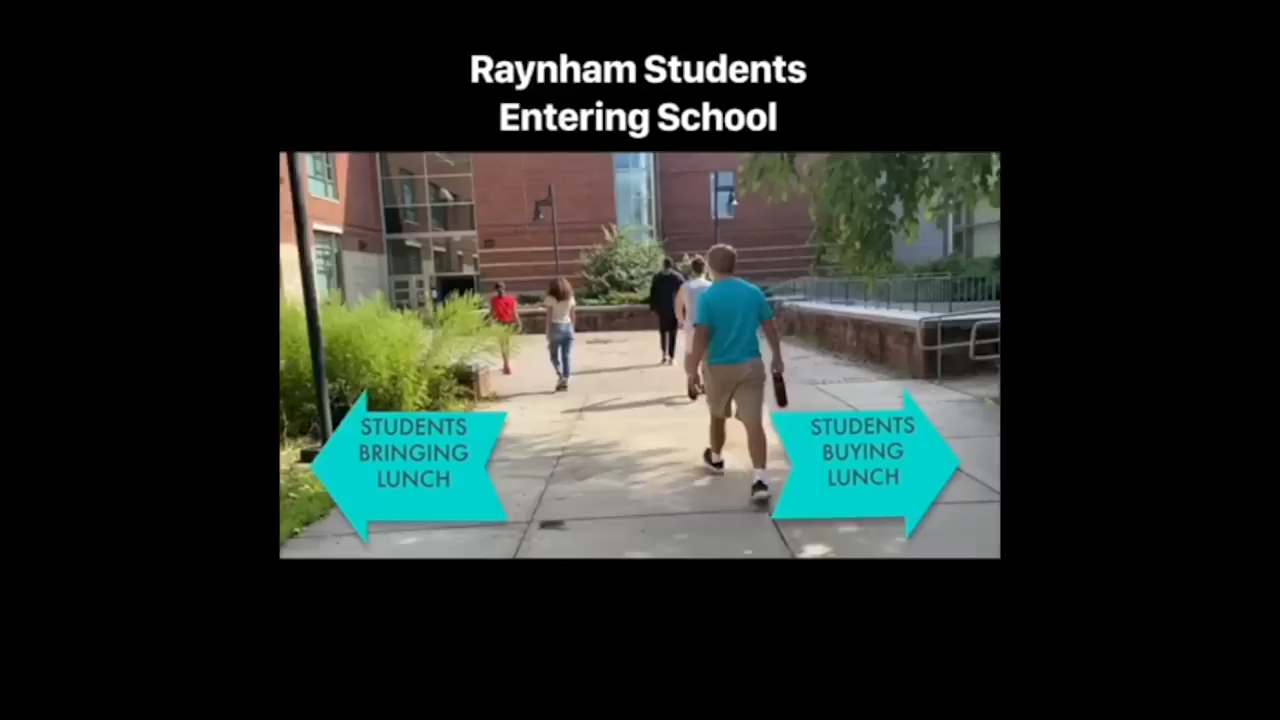 Raynham Students
Entering School
STUDENTS
BRINGING
LUNCH
STUDENTS
BUYING
LUNCH